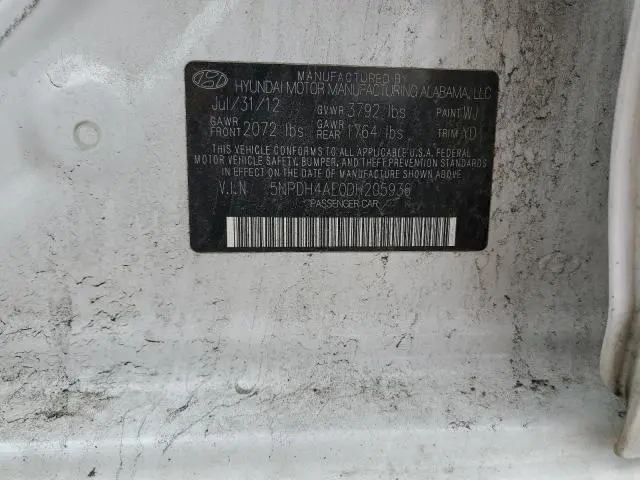 MANUFACTURED BY
HYUNDAI MOTOR MANUFACTURING ALABAMA, LLC
Jul/31/12 GVWR 3792 lbs PAINT WJ
GAWR FRONT 2072 lbs GAWR REAR 1764 lbs TRIM YD
THIS VEHICLE CONFORMS TO ALL APPLICABLE U.S.A. FEDERAL
MOTOR VEHICLE SAFETY, BUMPER, AND THEFT PREVENTION
STANDARDS IN EFFECT ON THE DATE OF MANUFACTURE SHOWN ABOVE.
V.I.N 5NPDH4AE0DH205936
PASSENGER CAR